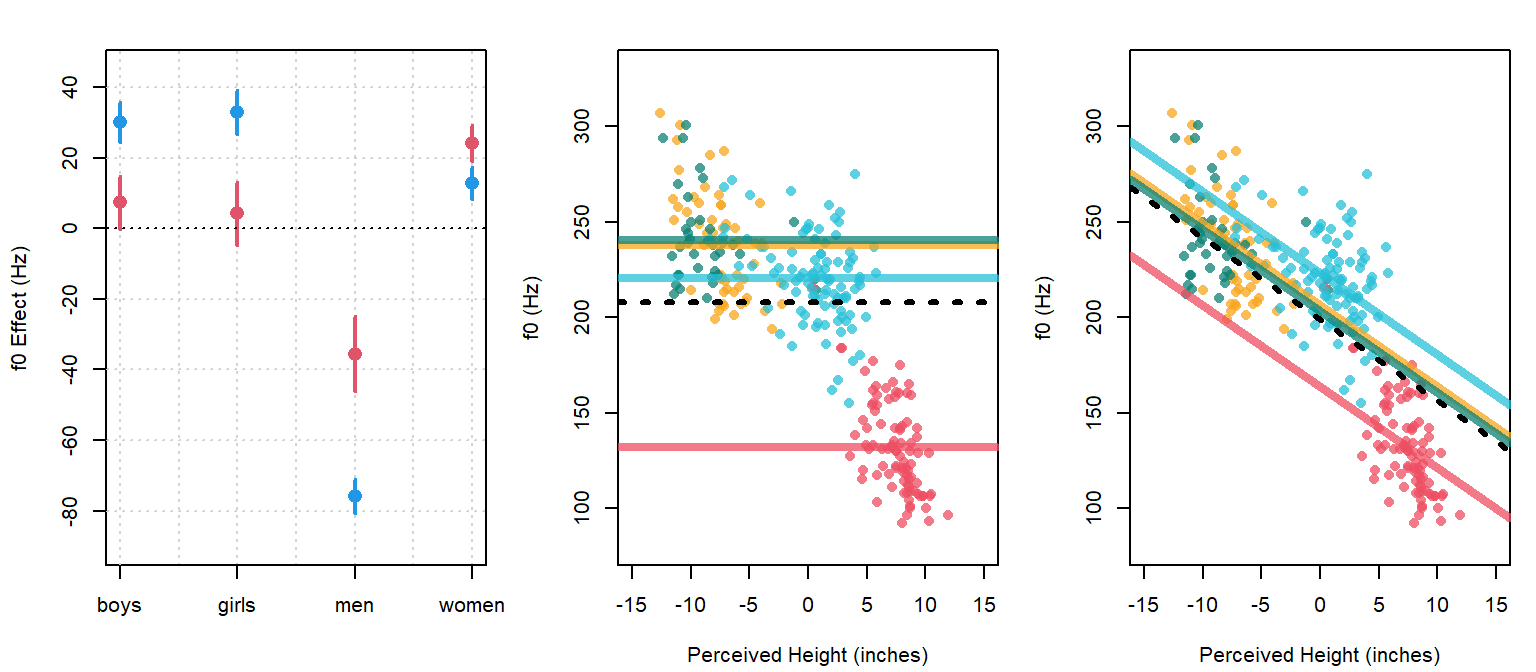 f0 Effect (Hz)
40
20
0
-20
-40
-60
-80
boys girls men women
f0 (Hz)
300
250
200
150
100
-15 -10 -5 0 5 10 15
Perceived Height (inches)
f0 (Hz)
300
250
200
150
100
-15 -10 -5 0 5 10 15
Perceived Height (inches)